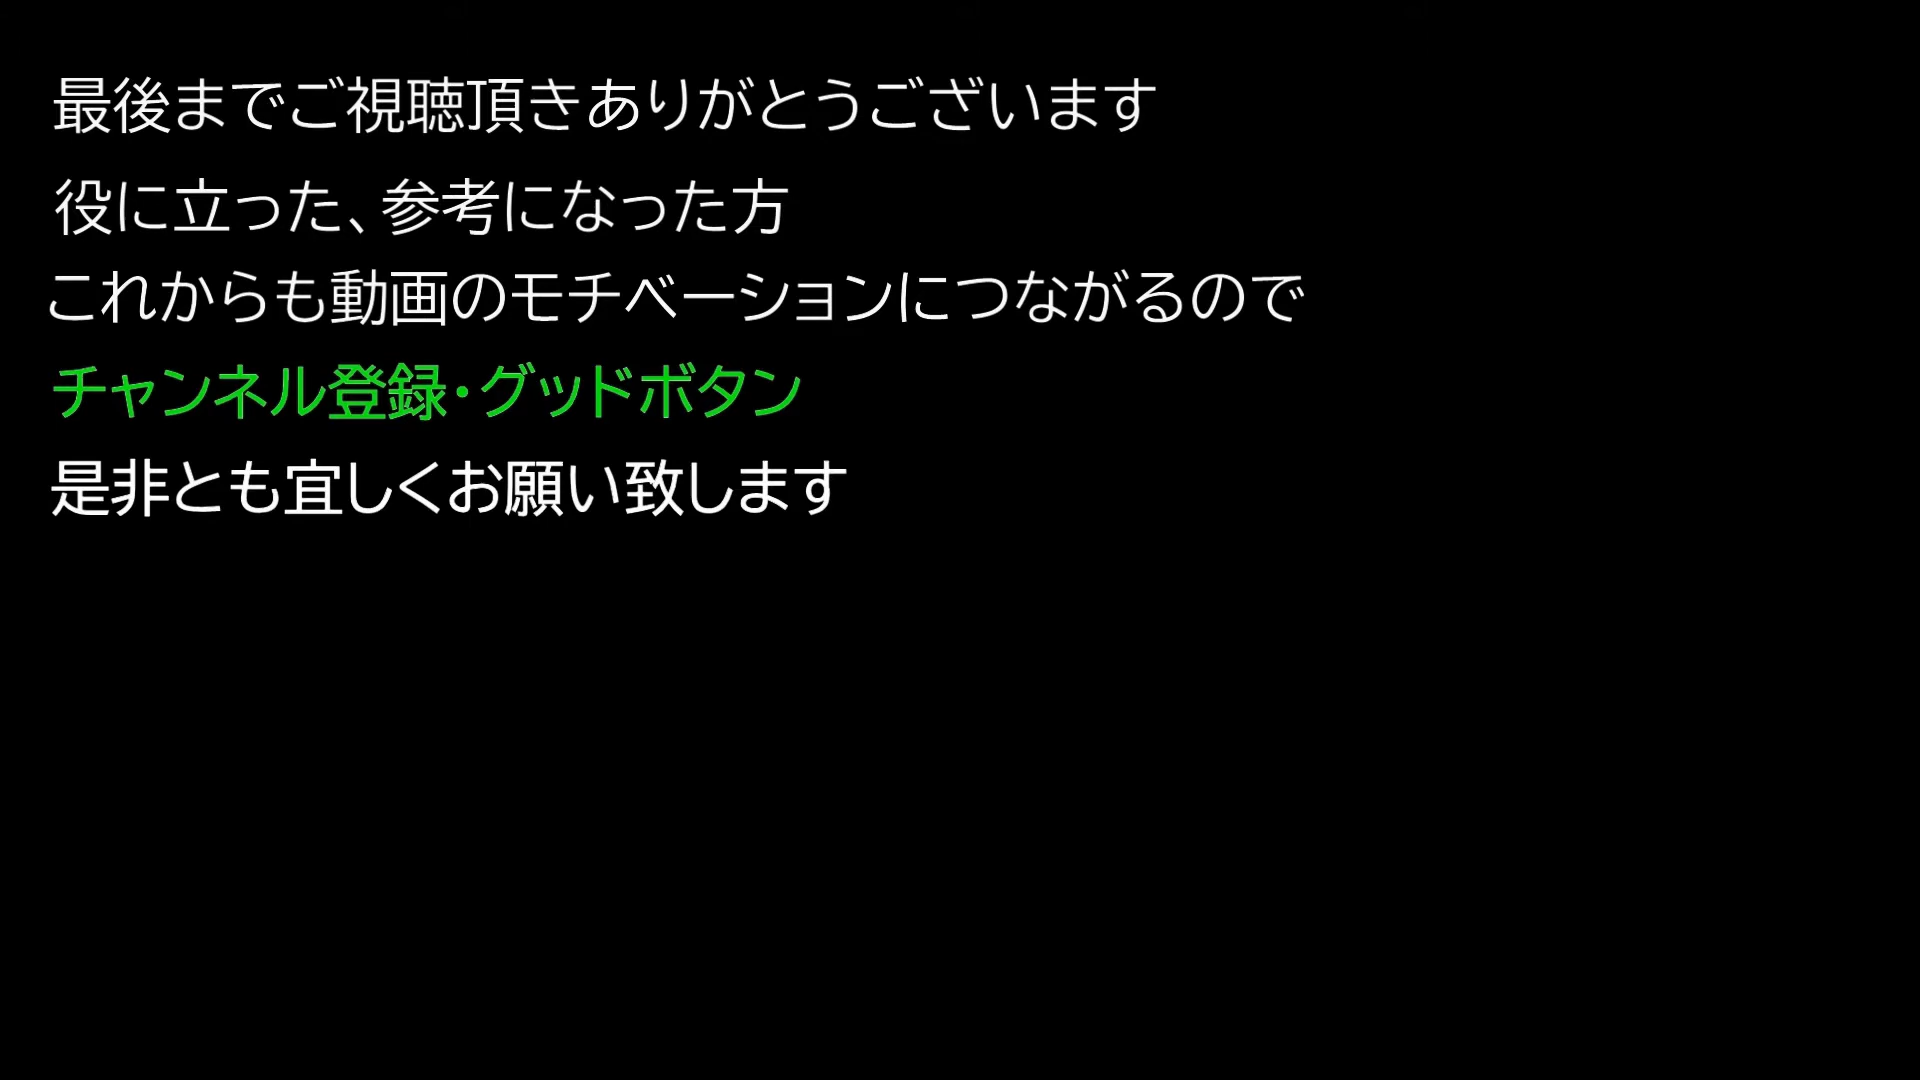 最後までご視聴頂きありがとうございます
役に立った、参考になった方
これからも動画のモチベーションにつながるので
チャンネル登録・グッドボタン
是非とも宜しくお願い致します